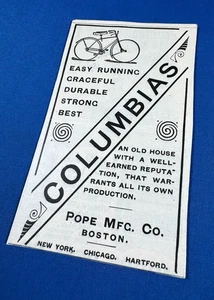 EASY RUNNING
GRACEFUL
DURABLE
STRONG
BEST
COLUMBIAS
AN OLD HOUSE
WITH A WELL-
EARNED REPUTA-
TION, THAT WAR-
RANTS ALL ITS OWN
PRODUCTION.
POPE MFG. CO.
BOSTON.
NEW YORK, CHICAGO, HARTFORD.